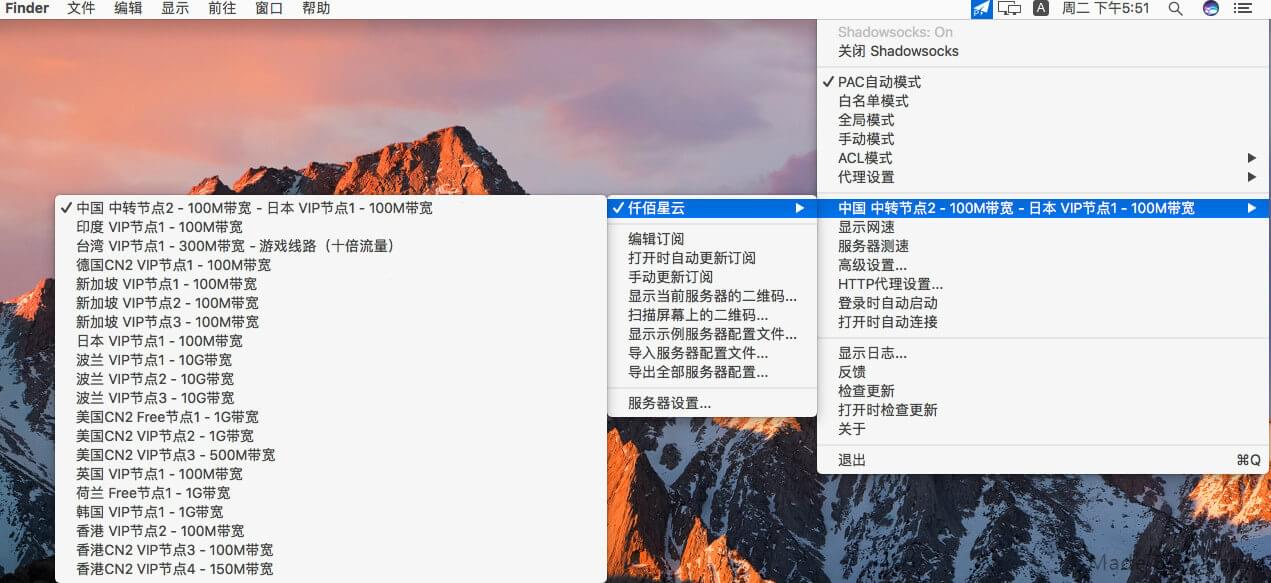 Finder 文件 编辑 显示 前往 窗口 帮助 A 周二 下午5:51
Shadowsocks: On
关闭 Shadowsocks
✓ PAC自动模式
白名单模式
全局模式
手动模式
ACL模式 ▶
代理设置 ▶
中国 中转节点2 - 100M带宽 - 日本 VIP节点1 - 100M带宽 ▶
显示网速
服务器测速
高级设置...
HTTP代理设置...
登录时自动启动
打开时自动连接
显示日志...
反馈
检查更新
打开时检查更新
关于
退出 ⌘Q
✓ 仟佰星云 ▶
编辑订阅
打开时自动更新订阅
手动更新订阅
显示当前服务器的二维码...
扫描屏幕上的二维码...
显示示例服务器配置文件...
导入服务器配置文件...
导出全部服务器配置...
服务器设置...
✓ 中国 中转节点2 - 100M带宽 - 日本 VIP节点1 - 100M带宽
印度 VIP节点1 - 100M带宽
台湾 VIP节点1 - 300M带宽 - 游戏线路（十倍流量）
德国CN2 VIP节点1 - 100M带宽
新加坡 VIP节点1 - 100M带宽
新加坡 VIP节点2 - 100M带宽
新加坡 VIP节点3 - 100M带宽
日本 VIP节点1 - 100M带宽
波兰 VIP节点1 - 10G带宽
波兰 VIP节点2 - 10G带宽
波兰 VIP节点3 - 10G带宽
美国CN2 Free节点1 - 1G带宽
美国CN2 VIP节点2 - 1G带宽
美国CN2 VIP节点3 - 500M带宽
英国 VIP节点1 - 100M带宽
荷兰 Free节点1 - 1G带宽
韩国 VIP节点1 - 1G带宽
香港 VIP节点2 - 100M带宽
香港CN2 VIP节点3 - 100M带宽
香港CN2 VIP节点4 - 150M带宽